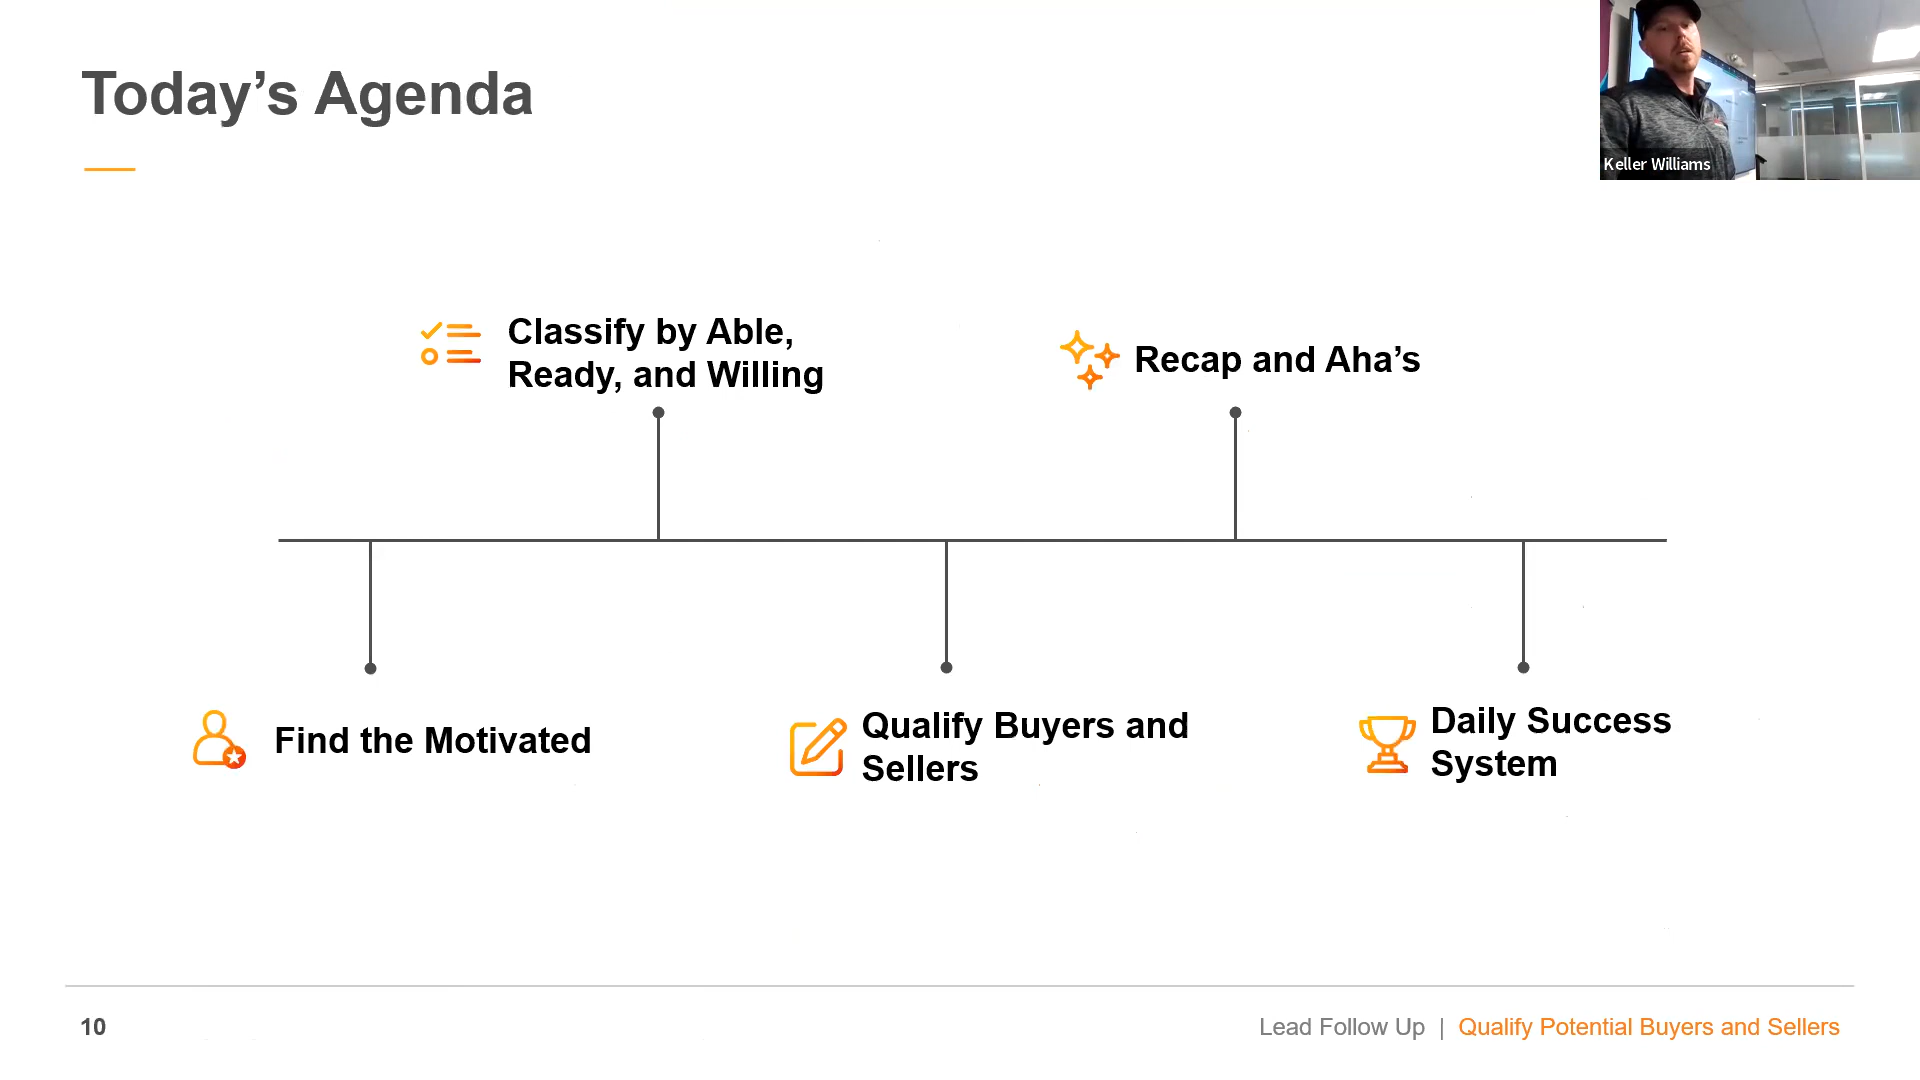 Today’s Agenda
Keller Williams
Classify by Able,
Ready, and Willing
Recap and Aha’s
Find the Motivated
Qualify Buyers and
Sellers
Daily Success
System
10
Lead Follow Up | Qualify Potential Buyers and Sellers